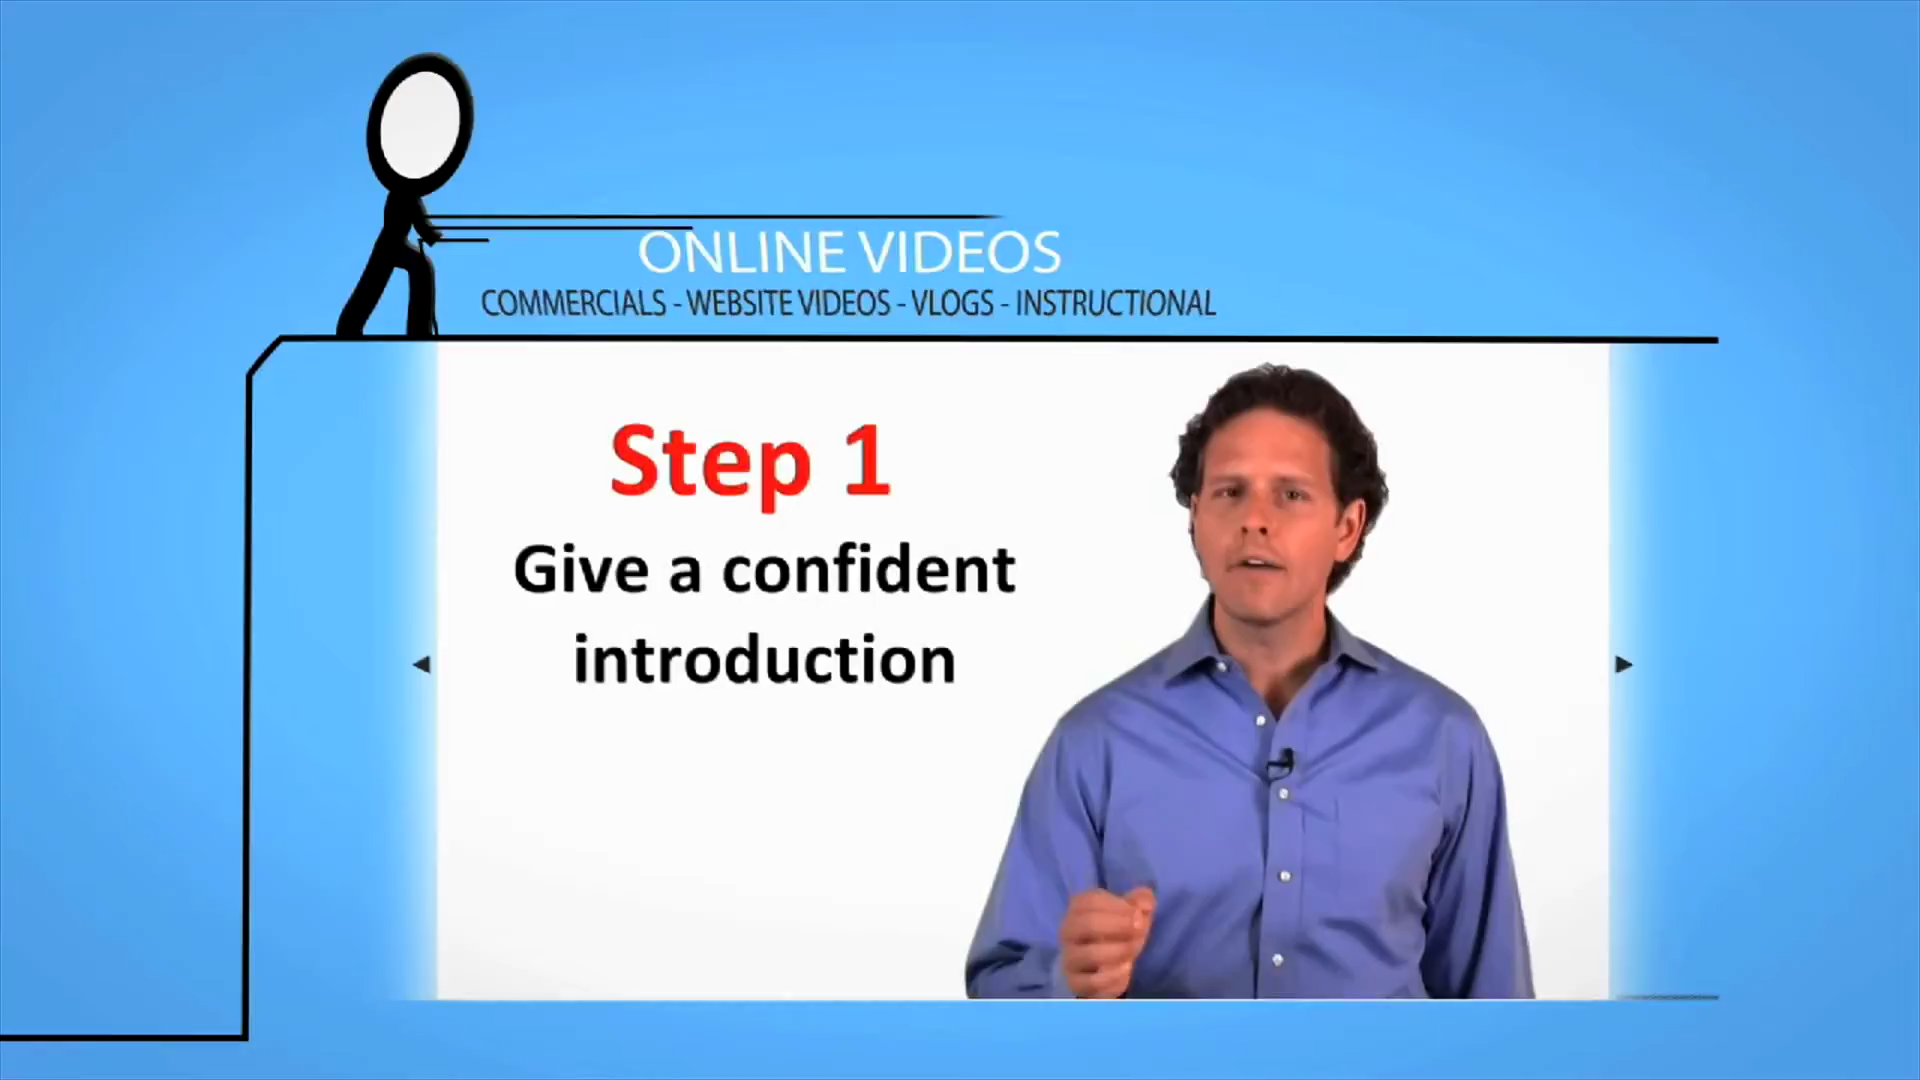 ONLINE VIDEOS
COMMERCIALS - WEBSITE VIDEOS - VLOGS - INSTRUCTIONAL
Step 1
Give a confident
introduction